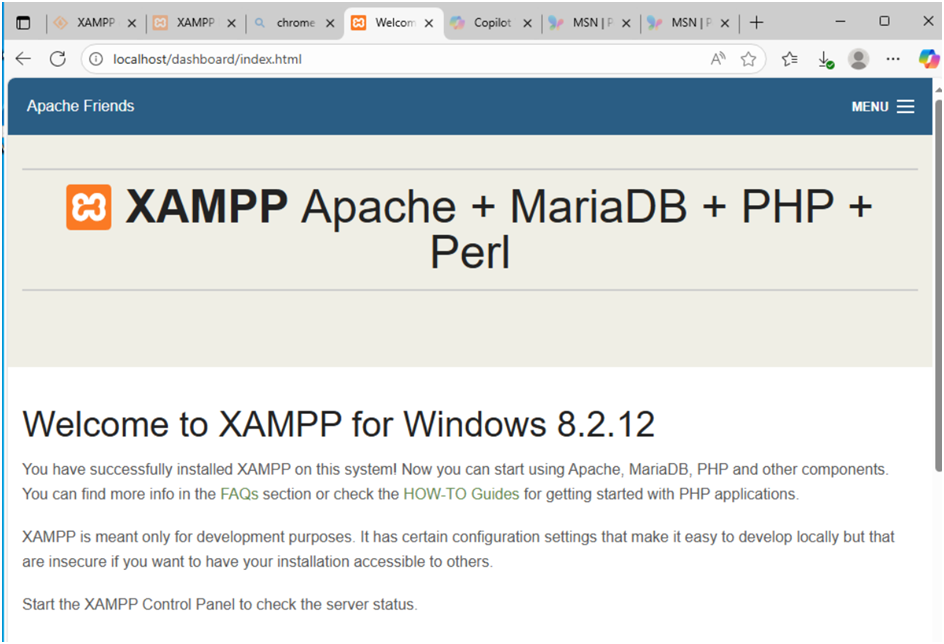 XAMPP XAMPP chrome Welcom Copilot MSN | P MSN | P
localhost/dashboard/index.html
Apache Friends MENU
XAMPP Apache + MariaDB + PHP +
Perl
Welcome to XAMPP for Windows 8.2.12
You have successfully installed XAMPP on this system! Now you can start using Apache, MariaDB, PHP and other components.
You can find more info in the FAQs section or check the HOW-TO Guides for getting started with PHP applications.
XAMPP is meant only for development purposes. It has certain configuration settings that make it easy to develop locally but that
are insecure if you want to have your installation accessible to others.
Start the XAMPP Control Panel to check the server status.